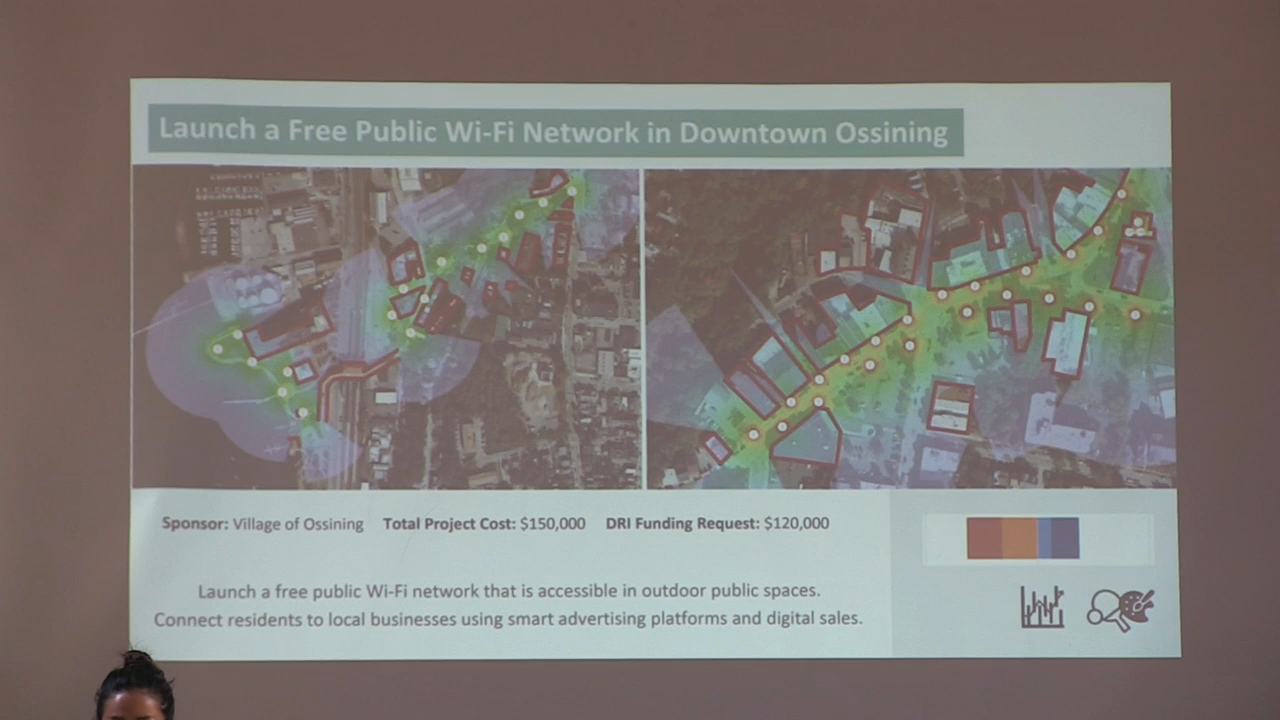 Launch a Free Public Wi-Fi Network in Downtown Ossining
Sponsor: Village of Ossining Total Project Cost: $150,000 DRI Funding Request: $120,000
Launch a free public Wi-Fi network that is accessible in outdoor public spaces.
Connect residents to local businesses using smart advertising platforms and digital sales.